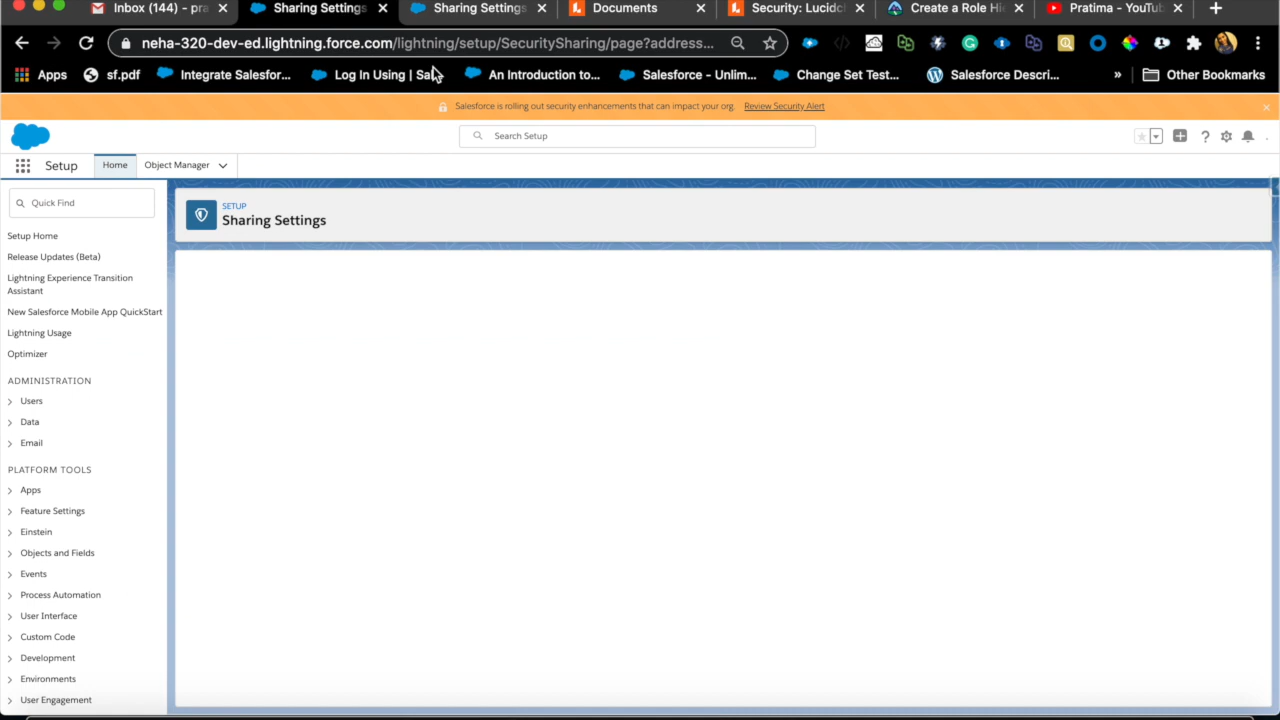 Inbox (144) – pra
Sharing Settings
Sharing Settings
Documents
Security: Lucidc
Create a Role Hi
Pratima - YouTub
neha-320-dev-ed.lightning.force.com/lightning/setup/SecuritySharing/page?address...
Apps
sf.pdf
Integrate Salesfor...
Log In Using | Sal
An Introduction to...
Salesforce - Unlim...
Change Set Test...
Salesforce Descri...
»
Other Bookmarks
Salesforce is rolling out security enhancements that can impact your org. Review Security Alert
Search Setup
Setup
Home
Object Manager
Quick Find
SETUP
Sharing Settings
Setup Home
Release Updates (Beta)
Lightning Experience Transition
Assistant
New Salesforce Mobile App QuickStart
Lightning Usage
Optimizer
ADMINISTRATION
Users
Data
Email
PLATFORM TOOLS
Apps
Feature Settings
Einstein
Objects and Fields
Events
Process Automation
User Interface
Custom Code
Development
Environments
User Engagement